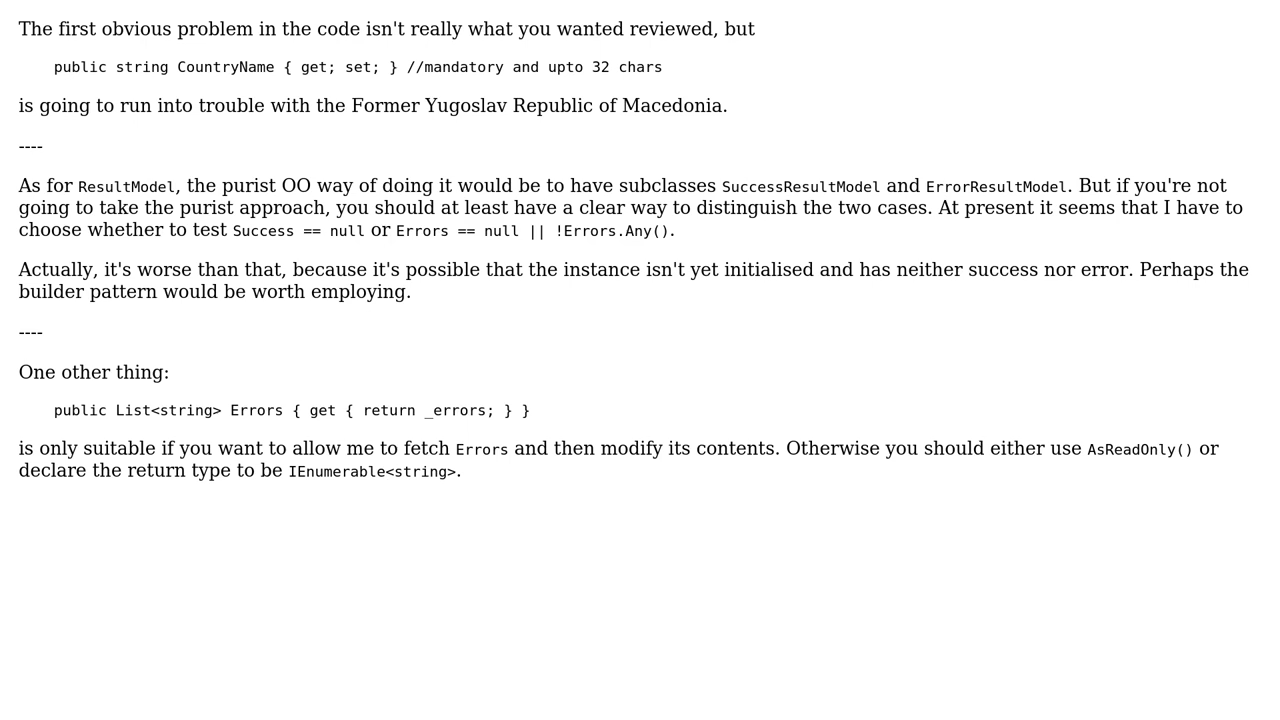 The first obvious problem in the code isn't really what you wanted reviewed, but
public string CountryName { get; set; } //mandatory and upto 32 chars
is going to run into trouble with the Former Yugoslav Republic of Macedonia.
----
As for ResultModel, the purist OO way of doing it would be to have subclasses SuccessResultModel and ErrorResultModel. But if you're not
going to take the purist approach, you should at least have a clear way to distinguish the two cases. At present it seems that I have to
choose whether to test Success == null or Errors == null || !Errors.Any().
Actually, it's worse than that, because it's possible that the instance isn't yet initialised and has neither success nor error. Perhaps the
builder pattern would be worth employing.
----
One other thing:
public List<string> Errors { get { return _errors; } }
is only suitable if you want to allow me to fetch Errors and then modify its contents. Otherwise you should either use AsReadOnly() or
declare the return type to be IEnumerable<string>.